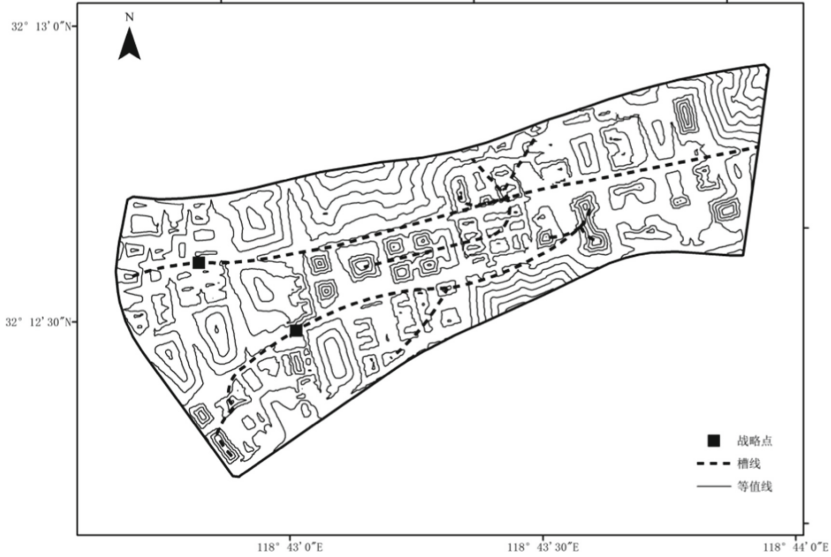 N
32° 13′ 0″N
32° 12′ 30″N
战略点
槽线
等值线
118° 43′ 0″E
118° 43′ 30″E
118° 44′ 0″E